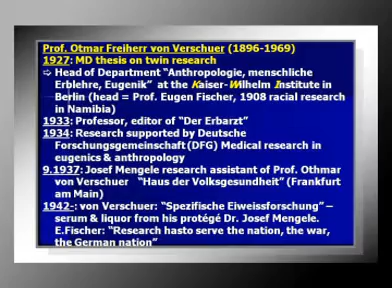 Prof. Otmar Freiherr von Verschuer (1896-1969)
1927: MD thesis on twin research
➩ Head of Department "Anthropologie, menschliche
Erblehre, Eugenik" at the Kaiser-Wilhelm Institute in
Berlin (head = Prof. Eugen Fischer, 1908 racial research
in Namibia)
1933: Professor, editor of "Der Erbarzt"
1934: Research supported by Deutsche
Forschungsgemeinschaft (DFG) Medical research in
eugenics & anthropology
9.1937: Josef Mengele research assistant of Prof. Othmar
von Verschuer "Haus der Volksgesundheit" (Frankfurt
am Main)
1942-: von Verschuer: "Spezifische Eiweissforschung" –
serum & liquor from his protégé Dr. Josef Mengele.
E.Fischer: "Research hasto serve the nation, the war,
the German nation"